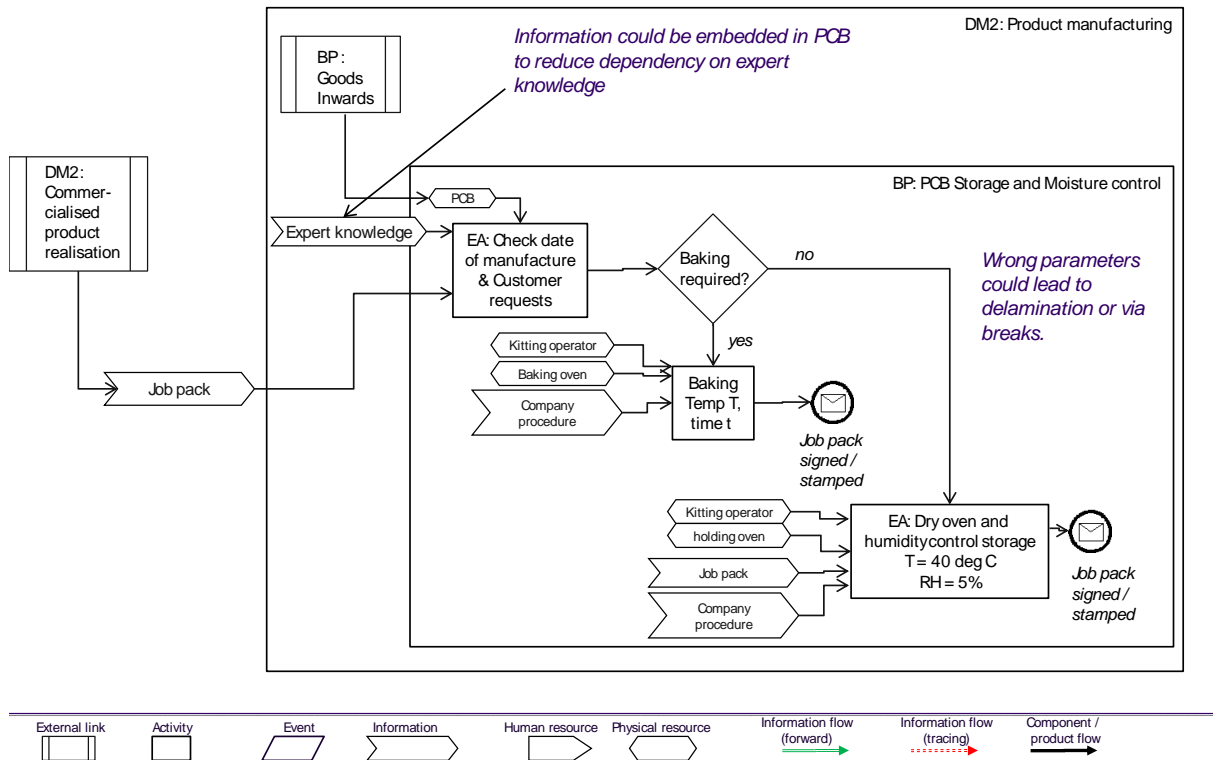 DM2: Product manufacturing
Information could be embedded in PCB
to reduce dependency on expert
knowledge
BP:
Goods
Inwards
DM2:
Commer-
cialised
product
realisation
BP: PCB Storage and Moisture control
PCB
Expert knowledge
EA: Check date
of manufacture
& Customer
requests
Baking
required?
no
Wrong parameters
could lead to
delamination or via
breaks.
yes
Job pack
Kitting operator
Baking oven
Company
procedure
Baking
Temp T,
time t
Job pack
signed /
stamped
Kitting operator
holding oven
Job pack
Company
procedure
EA: Dry oven and
humidity control storage
T = 40 deg C
RH = 5%
Job pack
signed /
stamped
External link
Activity
Event
Information
Human resource
Physical resource
Information flow
(forward)
Information flow
(tracing)
Component /
product flow